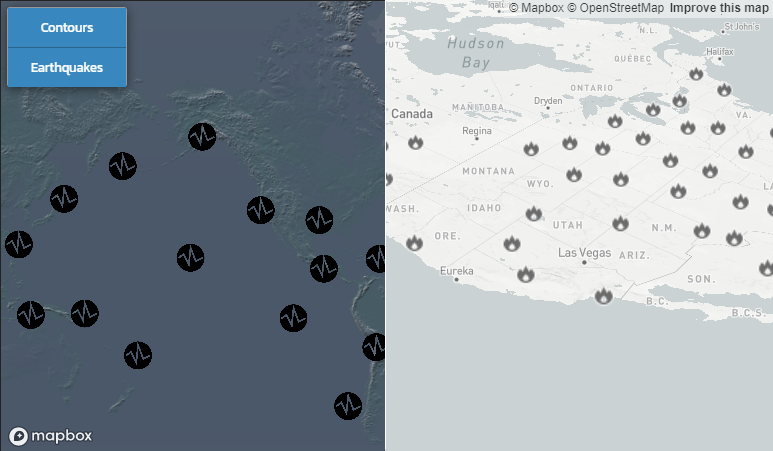 Contours
Earthquakes
mapbox
© Mapbox © OpenStreetMap Improve this map
St John's
N.L.
Hudson
Bay
Halifax
QUÉBEC
ONTARIO
Canada
MANITOBA
Dryden
VA.
Regina
MONTANA
WYO.
WASH.
IDAHO
ORE.
UTAH
N.M.
Las Vegas
ARIZ.
Eureka
SON.
B.C.
B.C.S.